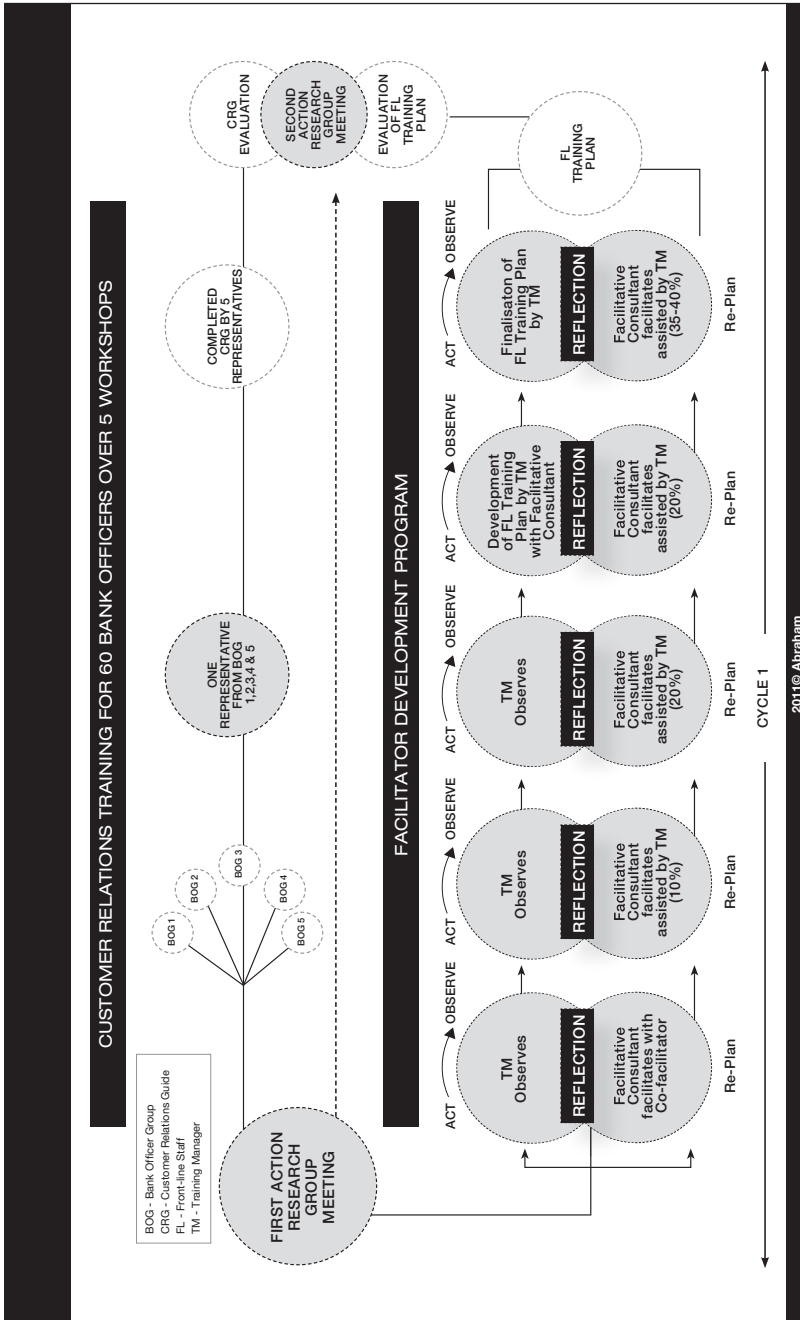 CUSTOMER RELATIONS TRAINING FOR 60 BANK OFFICERS OVER 5 WORKSHOPS
BOG - Bank Officer Group
CRG - Customer Relations Guide
FL - Front-line Staff
TM - Training Manager
FIRST ACTION
RESEARCH
GROUP
MEETING
BOG 1
BOG 2
BOG 3
BOG 4
BOG 5
ONE
REPRESENTATIVE
FROM BOG
1,2,3,4 & 5
COMPLETED
CRG BY 5
REPRESENTATIVES
CRG
EVALUATION
SECOND
ACTION
RESEARCH
GROUP
MEETING
EVALUATION
OF FL
TRAINING
PLAN
FACILITATOR DEVELOPMENT PROGRAM
ACT
OBSERVE
TM
Observes
REFLECTION
Facilitative
Consultant
facilitates with
Co-facilitator
Re-Plan
ACT
OBSERVE
TM
Observes
REFLECTION
Facilitative
Consultant
facilitates
assisted by TM
(10%)
Re-Plan
ACT
OBSERVE
TM
Observes
REFLECTION
Facilitative
Consultant
facilitates
assisted by TM
(20%)
Re-Plan
ACT
OBSERVE
Development
of FL Training
Plan by TM
with Facilitative
Consultant
REFLECTION
Facilitative
Consultant
facilitates
assisted by TM
(20%)
Re-Plan
ACT
OBSERVE
Finalisaton of
FL Training Plan
by TM
REFLECTION
Facilitative
Consultant
facilitates
assisted by TM
(35-40%)
Re-Plan
FL
TRAINING
PLAN
CYCLE 1
2011© Abraham